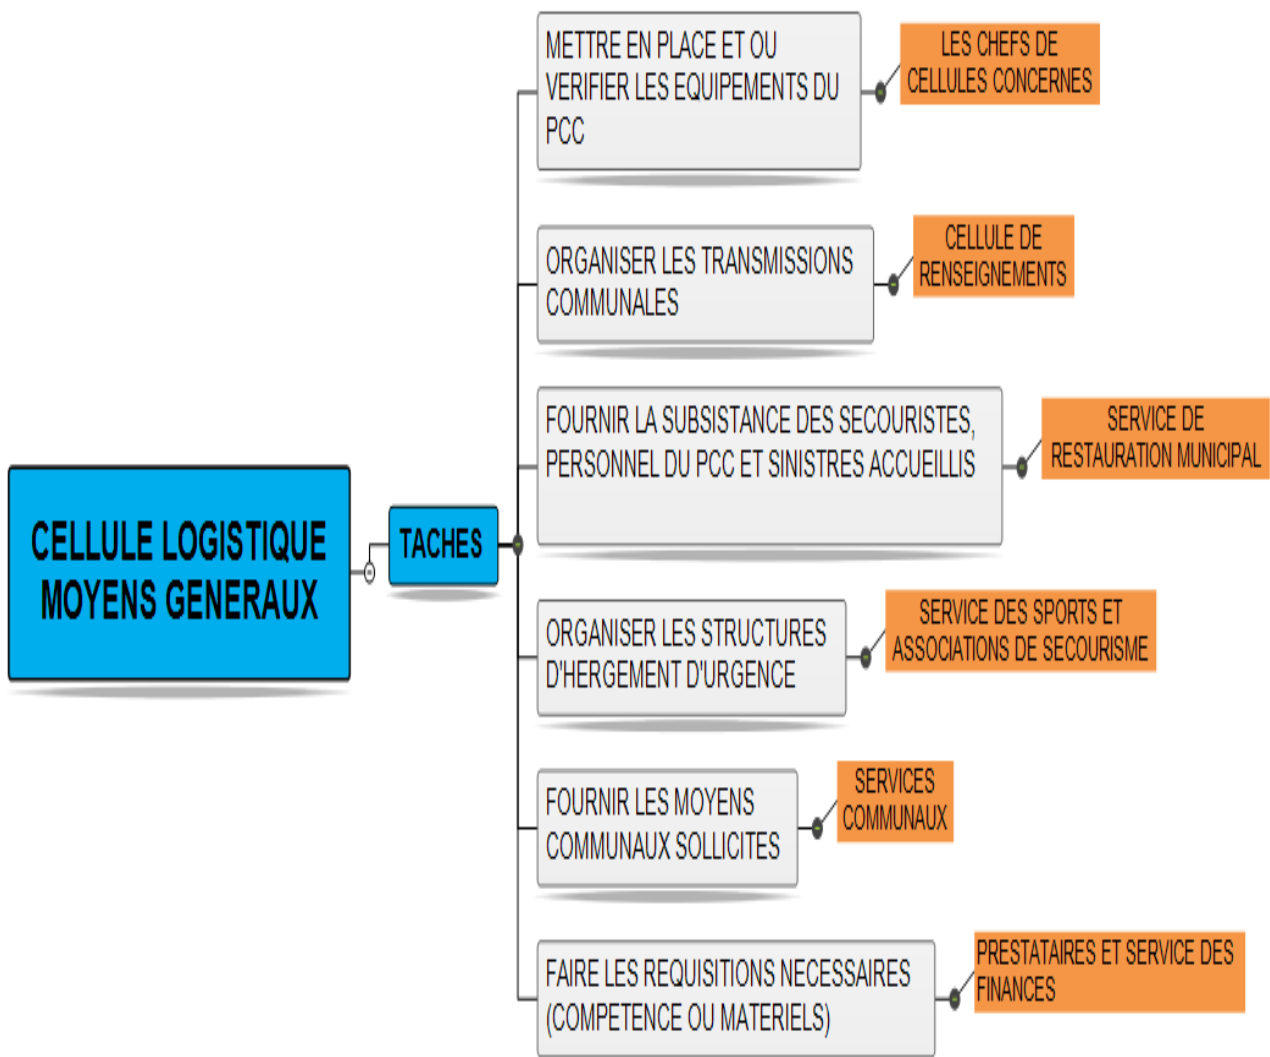 CELLULE LOGISTIQUE
MOYENS GENERAUX
TACHES
METTRE EN PLACE ET OU
VERIFIER LES EQUIPEMENTS DU
PCC
LES CHEFS DE
CELLULES CONCERNES
ORGANISER LES TRANSMISSIONS
COMMUNALES
CELLULE DE
RENSEIGNEMENTS
FOURNIR LA SUBSISTANCE DES SECOURISTES,
PERSONNEL DU PCC ET SINISTRES ACCUEILLIS
SERVICE DE
RESTAURATION MUNICIPAL
ORGANISER LES STRUCTURES
D'HERGEMENT D'URGENCE
SERVICE DES SPORTS ET
ASSOCIATIONS DE SECOURISME
FOURNIR LES MOYENS
COMMUNAUX SOLLICITES
SERVICES
COMMUNAUX
FAIRE LES REQUISITIONS NECESSAIRES
(COMPETENCE OU MATERIELS)
PRESTATAIRES ET SERVICE DES
FINANCES